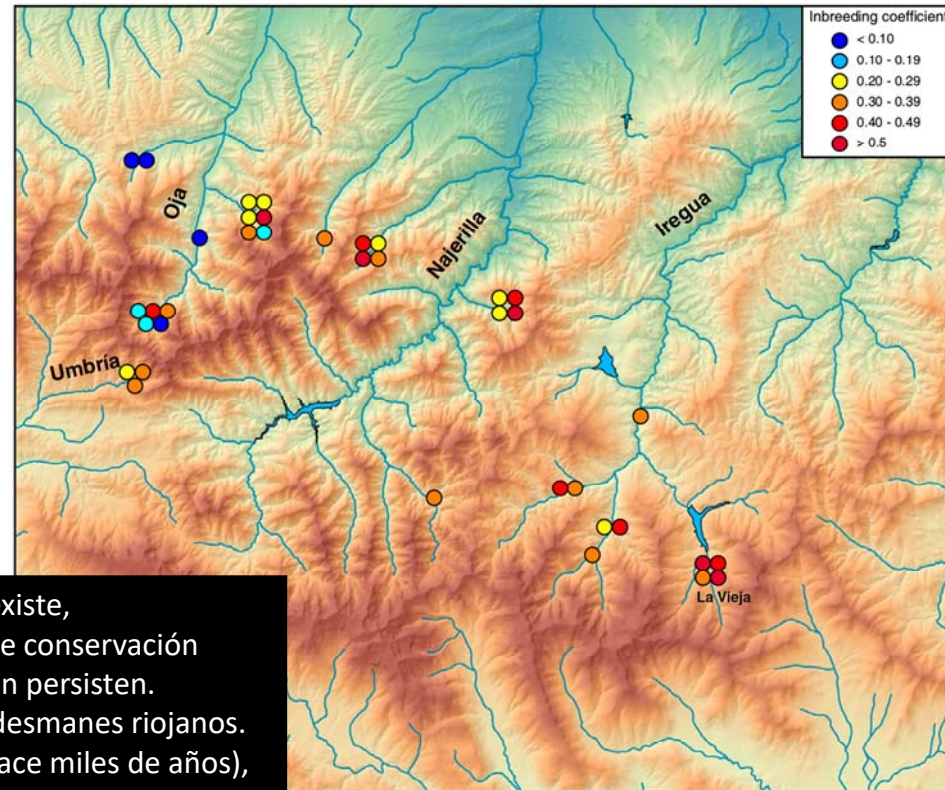 Inbreeding coefficient
< 0.10
0.10 - 0.19
0.20 - 0.29
0.30 - 0.39
0.40 - 0.49
> 0.5
Oja
Najerilla
Iregua
Umbría
La Vieja
existe,
e conservación
n persisten.
desmanes riojanos.
ace miles de años),